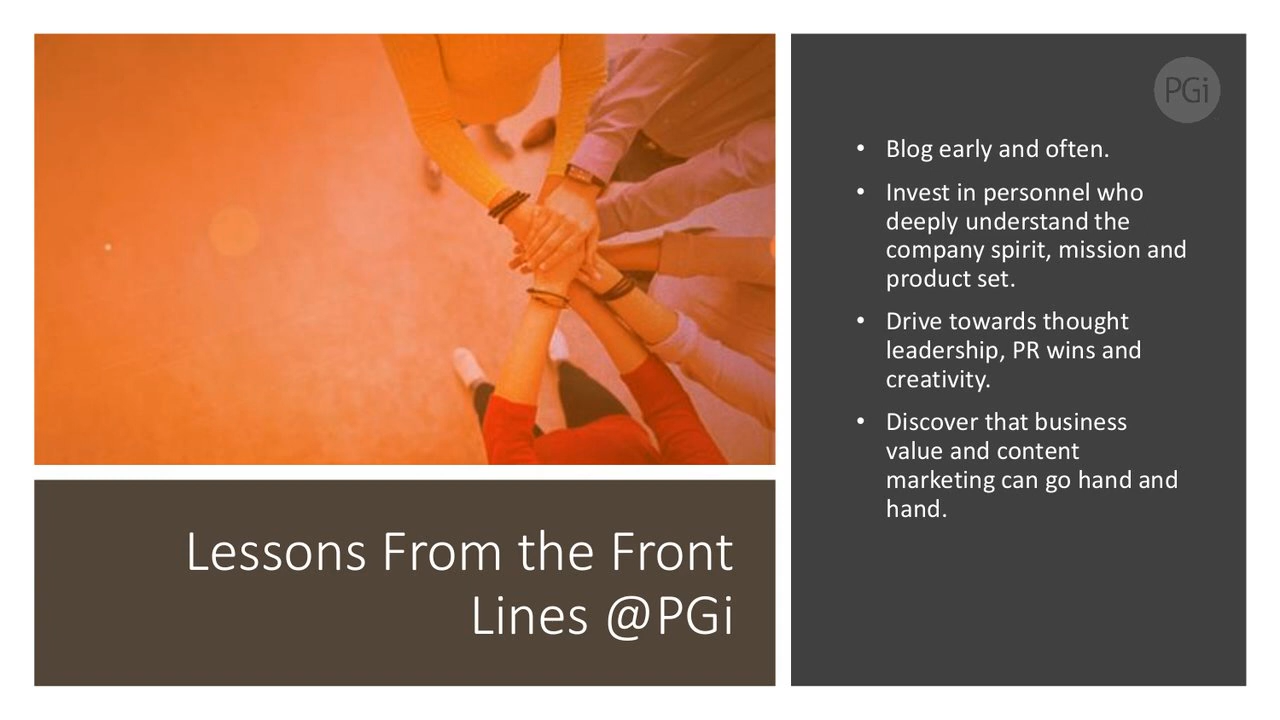 PGi
• Blog early and often.
• Invest in personnel who
deeply understand the
company spirit, mission and
product set.
• Drive towards thought
leadership, PR wins and
creativity.
• Discover that business
value and content
marketing can go hand and
hand.
Lessons From the Front
Lines @PGi